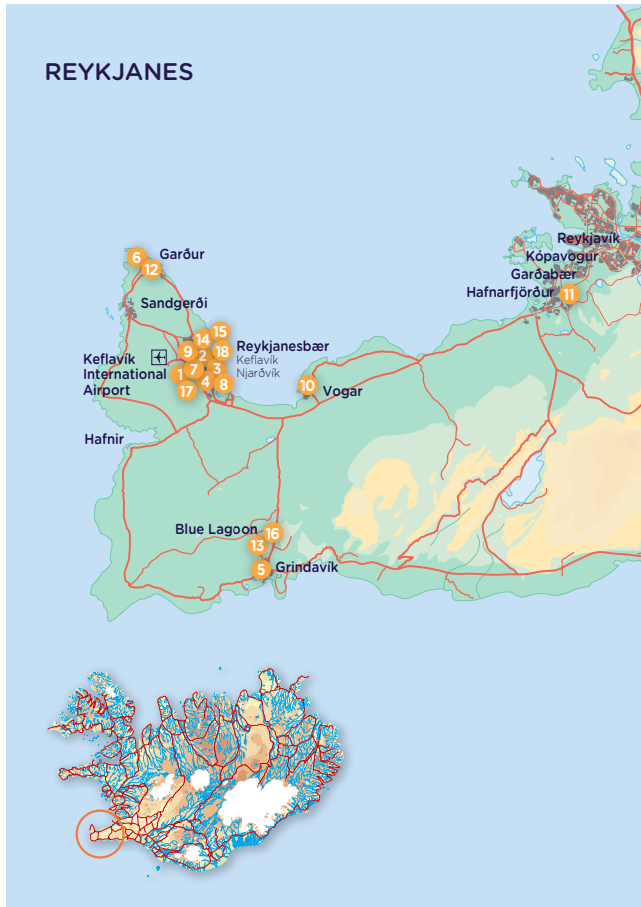 REYKJANES
Reykjavík
Kópavogur
Garðabær
Hafnarfjörður
11
6
Garður
12
Sandgerði
15
14
Reykjanesbær
9
2
18
Keflavík
Njarðvík
Keflavík
International
Airport
1
7
3
4
8
17
10
Vogar
Hafnir
Blue Lagoon
16
13
5
Grindavík